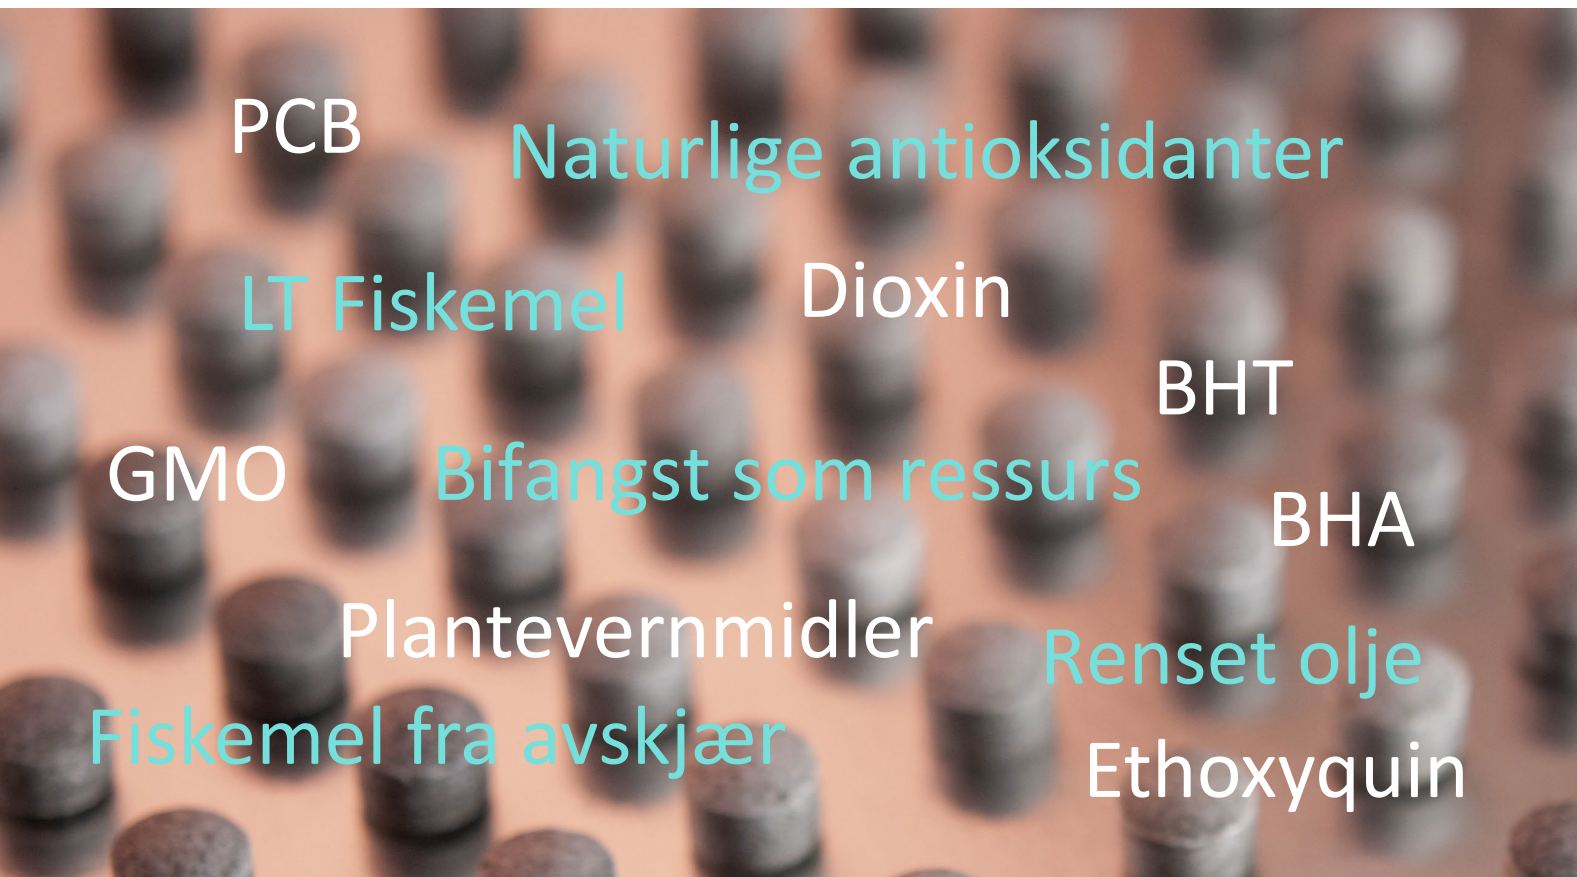 PCB
Naturlige antioksidanter
LT Fiskemel
Dioxin
BHT
GMO
Bifangst som ressurs
BHA
Plantevernmidler
Renset olje
Fiskemel fra avskjær
Ethoxyquin